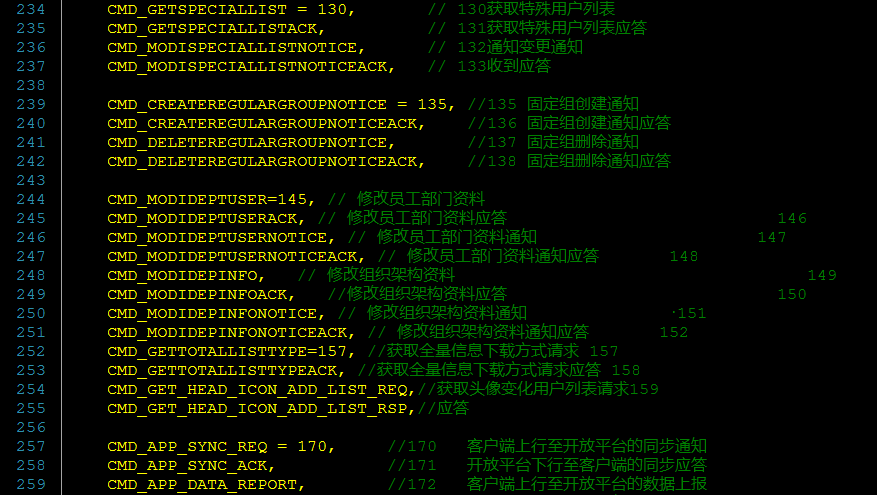 234 CMD_GETSPECIALLIST = 130, // 130获取特殊用户列表
235 CMD_GETSPECIALLISTACK, // 131获取特殊用户列表应答
236 CMD_MODISPECIALLISTNOTICE, // 132通知变更通知
237 CMD_MODISPECIALLISTNOTICEACK, // 133收到应答
238
239 CMD_CREATEREGULARGROUPNOTICE = 135, //135 固定组创建通知
240 CMD_CREATEREGULARGROUPNOTICEACK, //136 固定组创建通知应答
241 CMD_DELETEREGULARGROUPNOTICE, //137 固定组删除通知
242 CMD_DELETEREGULARGROUPNOTICEACK, //138 固定组删除通知应答
243
244 CMD_MODIDEPTUSER=145, // 修改员工部门资料
245 CMD_MODIDEPTUSERACK, // 修改员工部门资料应答 146
246 CMD_MODIDEPTUSERNOTICE, // 修改员工部门资料通知 147
247 CMD_MODIDEPTUSERNOTICEACK, // 修改员工部门资料通知应答 148
248 CMD_MODIDEPINFO, // 修改组织架构资料 149
249 CMD_MODIDEPINFOACK, //修改组织架构资料应答 150
250 CMD_MODIDEPINFONOTICE, // 修改组织架构资料通知 ·151
251 CMD_MODIDEPINFONOTICEACK, // 修改组织架构资料通知应答 152
252 CMD_GETTOTALLISTTYPE=157, //获取全量信息下载方式请求 157
253 CMD_GETTOTALLISTTYPEACK, //获取全量信息下载方式请求应答 158
254 CMD_GET_HEAD_ICON_ADD_LIST_REQ,//获取头像变化用户列表请求159
255 CMD_GET_HEAD_ICON_ADD_LIST_RSP,//应答
256
257 CMD_APP_SYNC_REQ = 170, //170 客户端上行至开放平台的同步通知
258 CMD_APP_SYNC_ACK, //171 开放平台下行至客户端的同步应答
259 CMD_APP_DATA_REPORT, //172 客户端上行至开放平台的数据上报